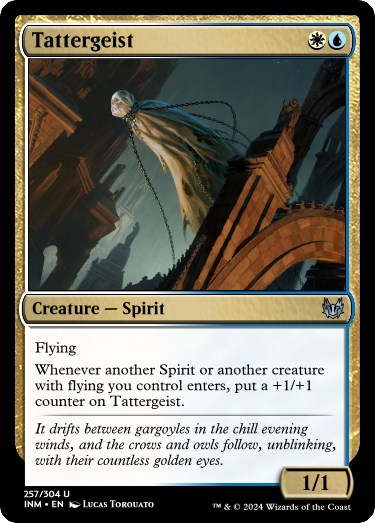 Tattergeist
Creature — Spirit
Flying
Whenever another Spirit or another creature
with flying you control enters, put a +1/+1
counter on Tattergeist.
It drifts between gargoyles in the chill evening
winds, and the crows and owls follow, unblinking,
with their countless golden eyes.
1/1
257/304 U
INM • EN Lucas Torquato
™ & © 2024 Wizards of the Coast